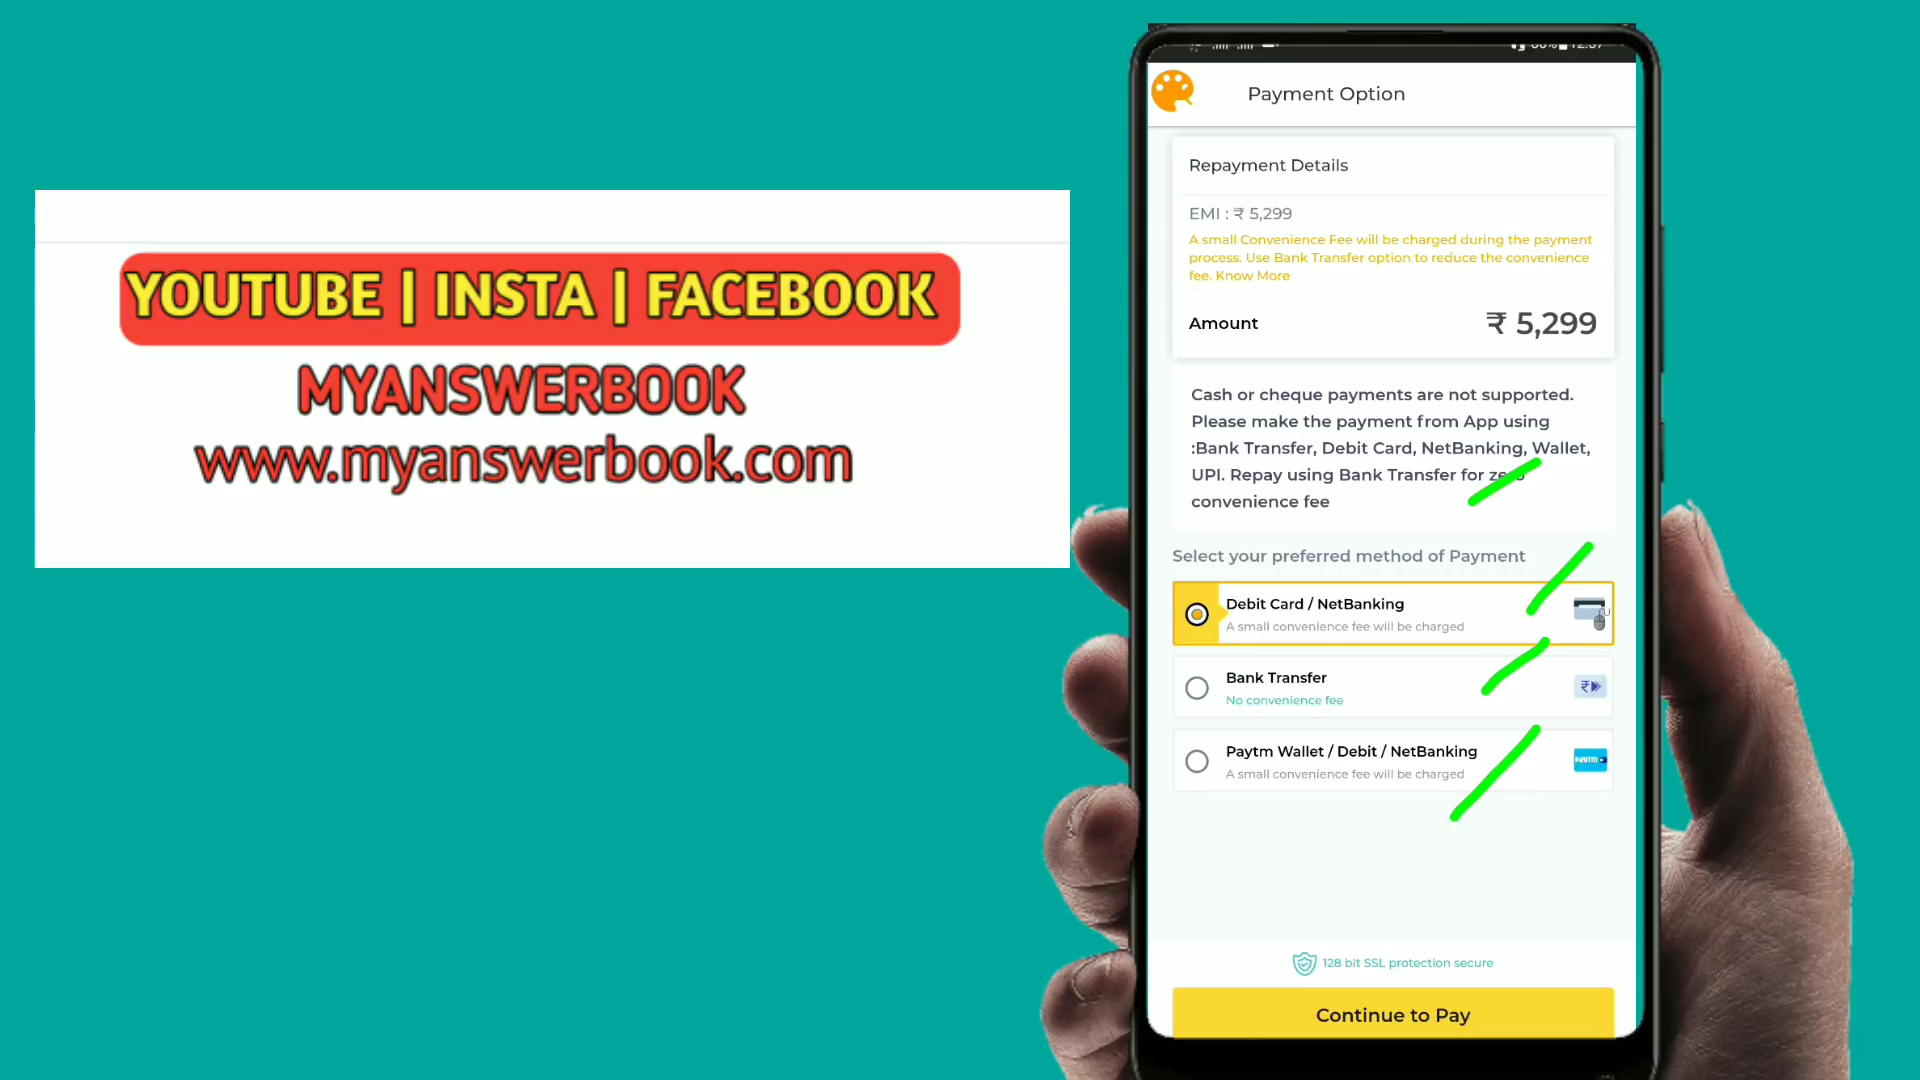 YOUTUBE | INSTA | FACEBOOK
MYANSWERBOOK
www.myanswerbook.com
Payment Option
Repayment Details
EMI : ₹ 5,299
A small Convenience Fee will be charged during the payment
process. Use Bank Transfer option to reduce the convenience
fee. Know More
Amount ₹ 5,299
Cash or cheque payments are not supported.
Please make the payment from App using
:Bank Transfer, Debit Card, NetBanking, Wallet,
UPI. Repay using Bank Transfer for zero
convenience fee
Select your preferred method of Payment
Debit Card / NetBanking
A small convenience fee will be charged
Bank Transfer
No convenience fee
Paytm Wallet / Debit / NetBanking
A small convenience fee will be charged
128 bit SSL protection secure
Continue to Pay